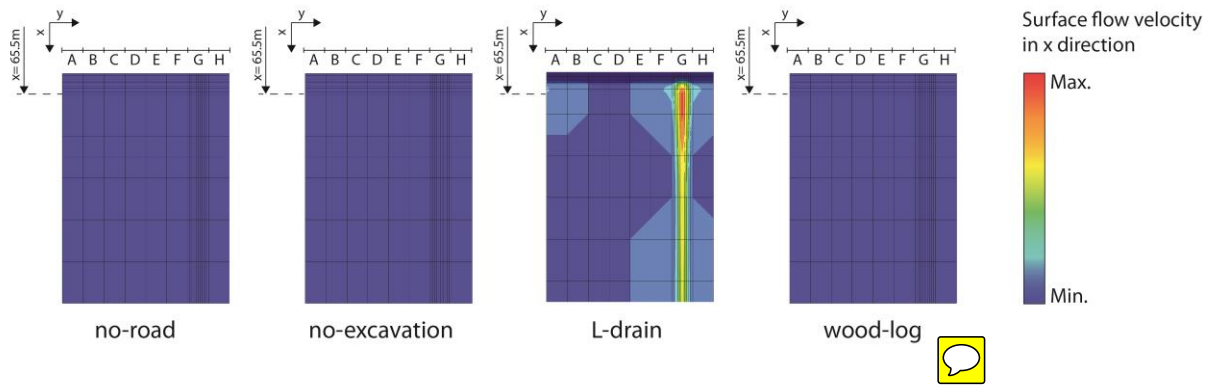 y
x
x= 65.5m
A B C D E F G H
no-road
y
x
x= 65.5m
A B C D E F G H
no-excavation
y
x
x= 65.5m
A B C D E F G H
L-drain
y
x
x= 65.5m
A B C D E F G H
wood-log
Surface flow velocity
in x direction
Max.
Min.